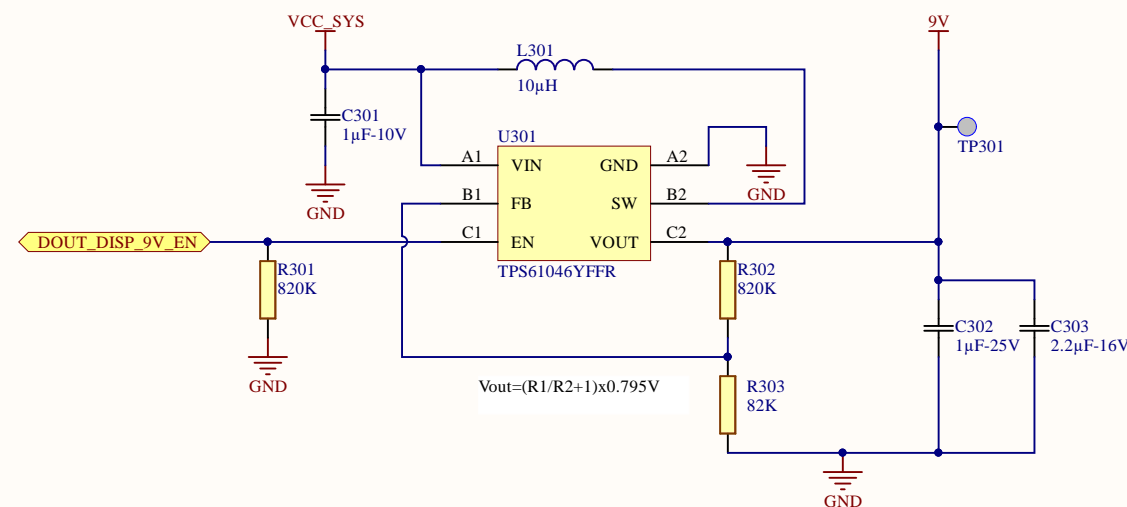 VCC_SYS
9V
L301
10µH
C301
1µF-10V
GND
U301
A1 VIN GND A2
B1 FB SW B2
C1 EN VOUT C2
TPS61046YFFR
GND
TP301
DOUT_DISP_9V_EN
R301
820K
GND
R302
820K
C302
1µF-25V
C303
2.2µF-16V
Vout=(R1/R2+1)x0.795V
R303
82K
GND